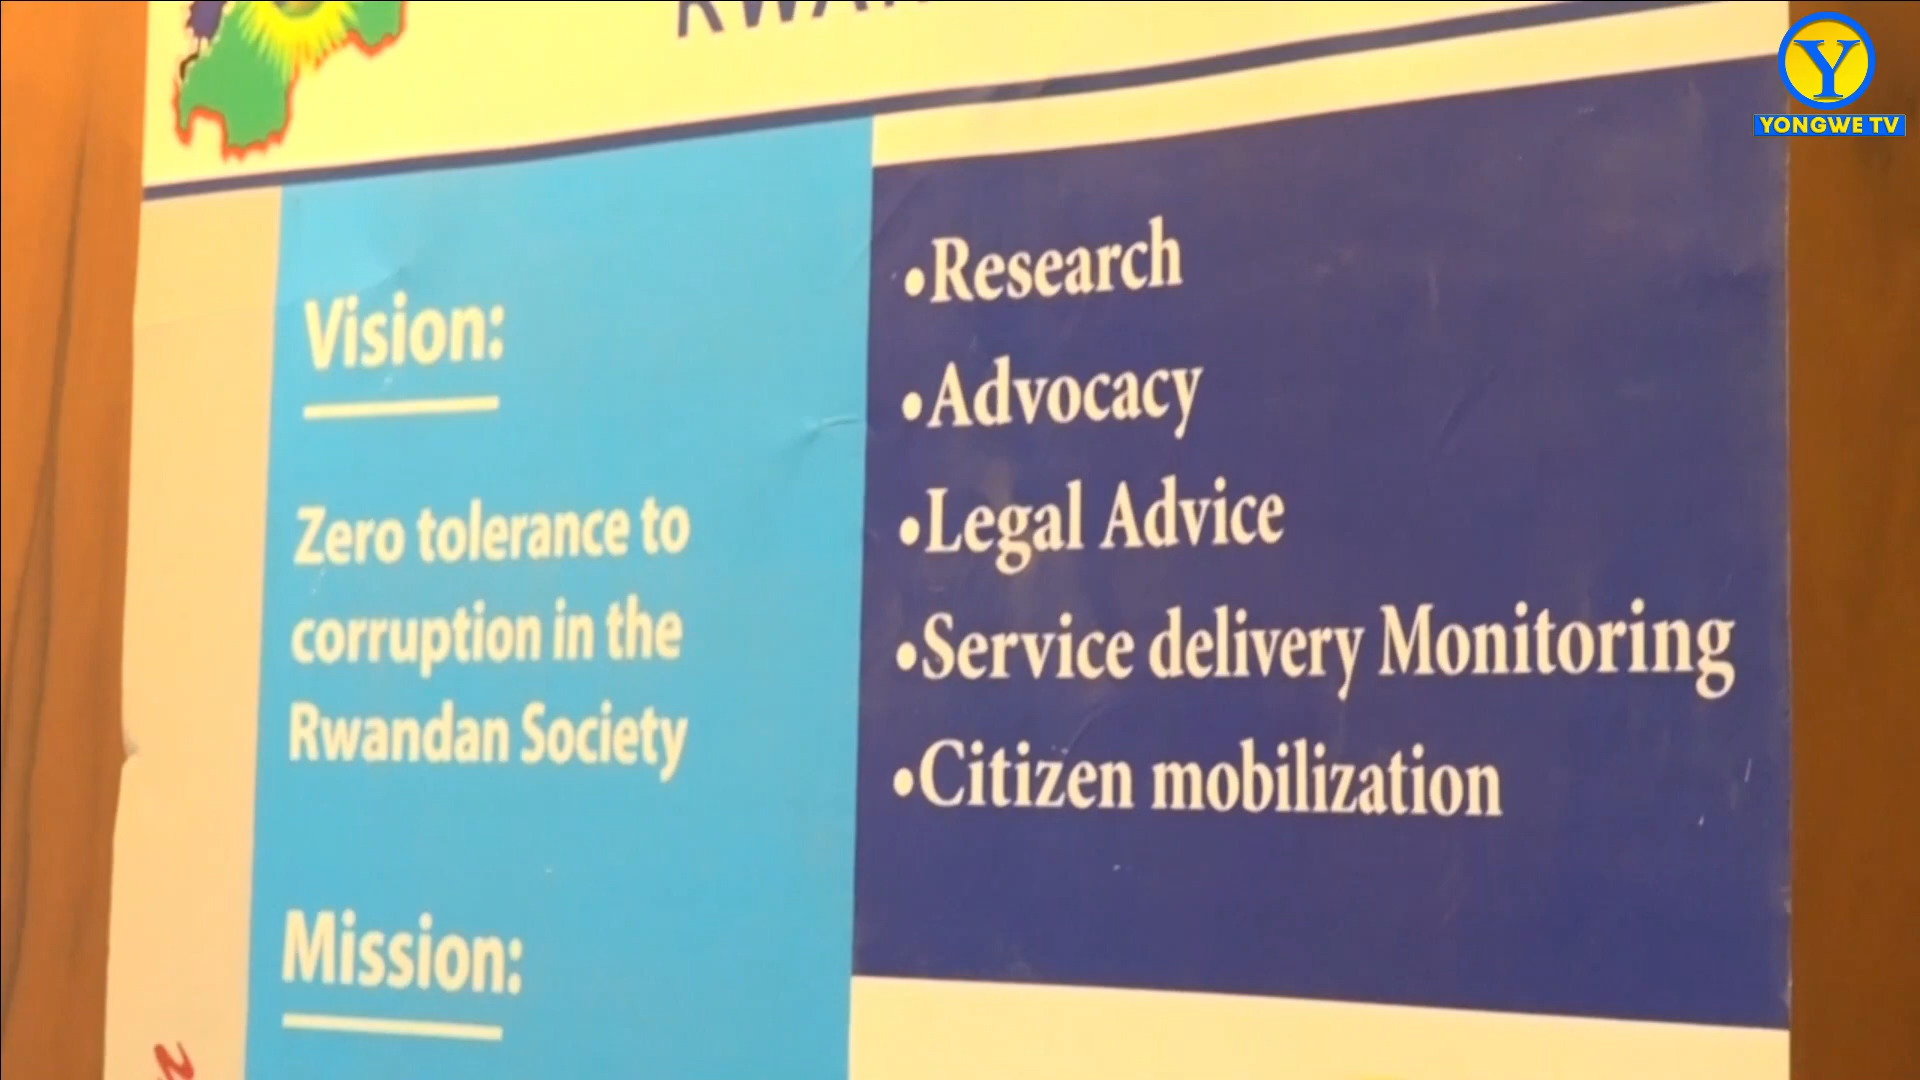 Y
YONGWE TV
Vision:
Zero tolerance to
corruption in the
Rwandan Society
Mission:
•Research
•Advocacy
•Legal Advice
•Service delivery Monitoring
•Citizen mobilization